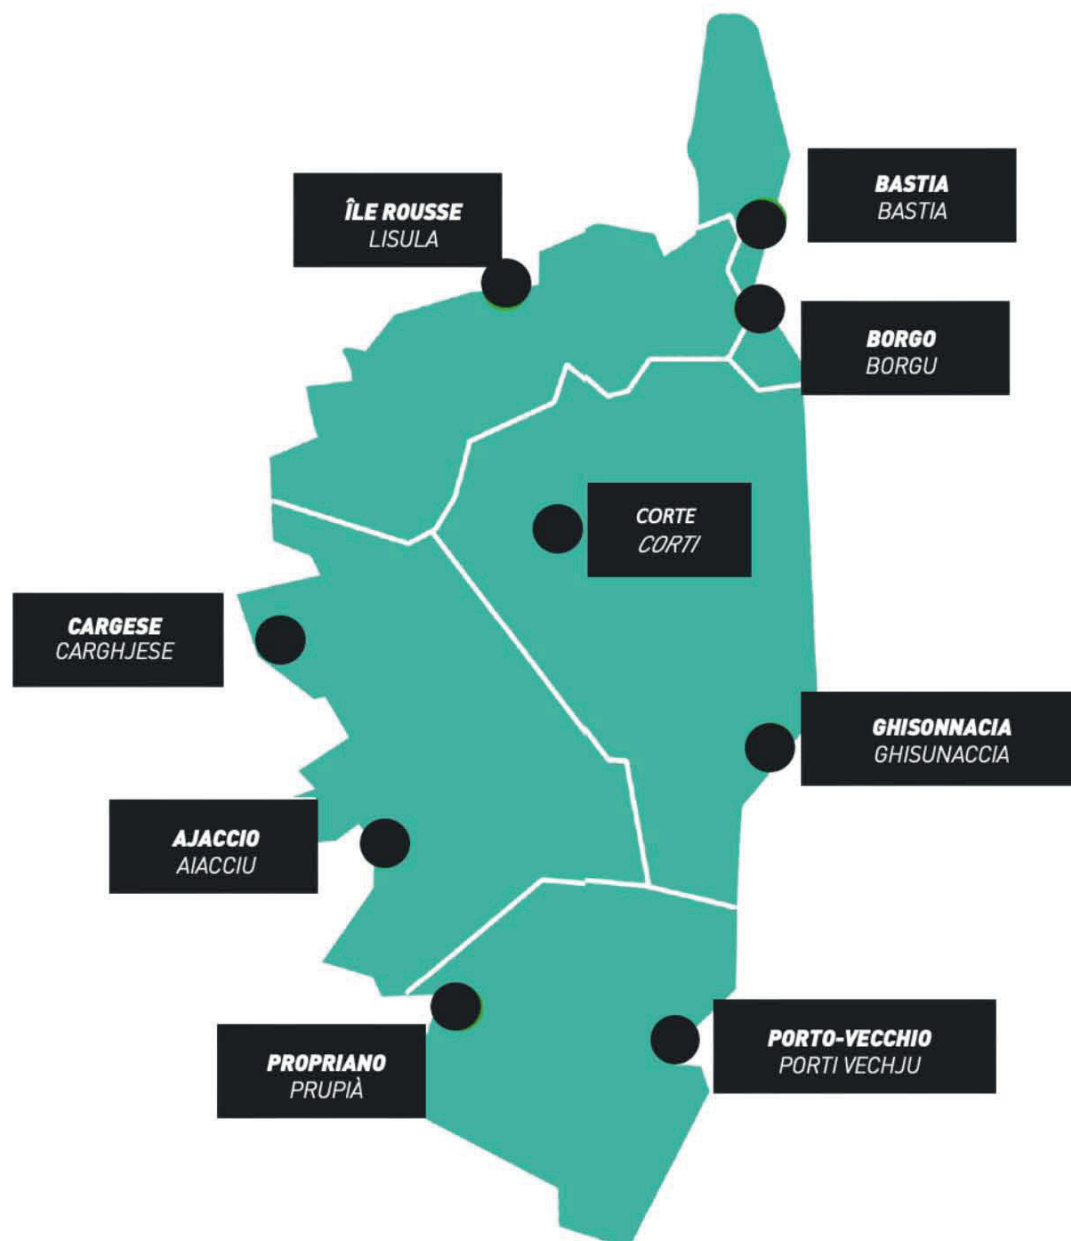 BASTIA
BASTIA
ÎLE ROUSSE
LISULA
BORGO
BORGU
CORTE
CORTI
CARGESE
CARGHJESE
GHISONNACIA
GHISUNACCIA
AJACCIO
AIACCIU
PROPRIANO
PRUPIÀ
PORTO-VECCHIO
PORTI VECHJU